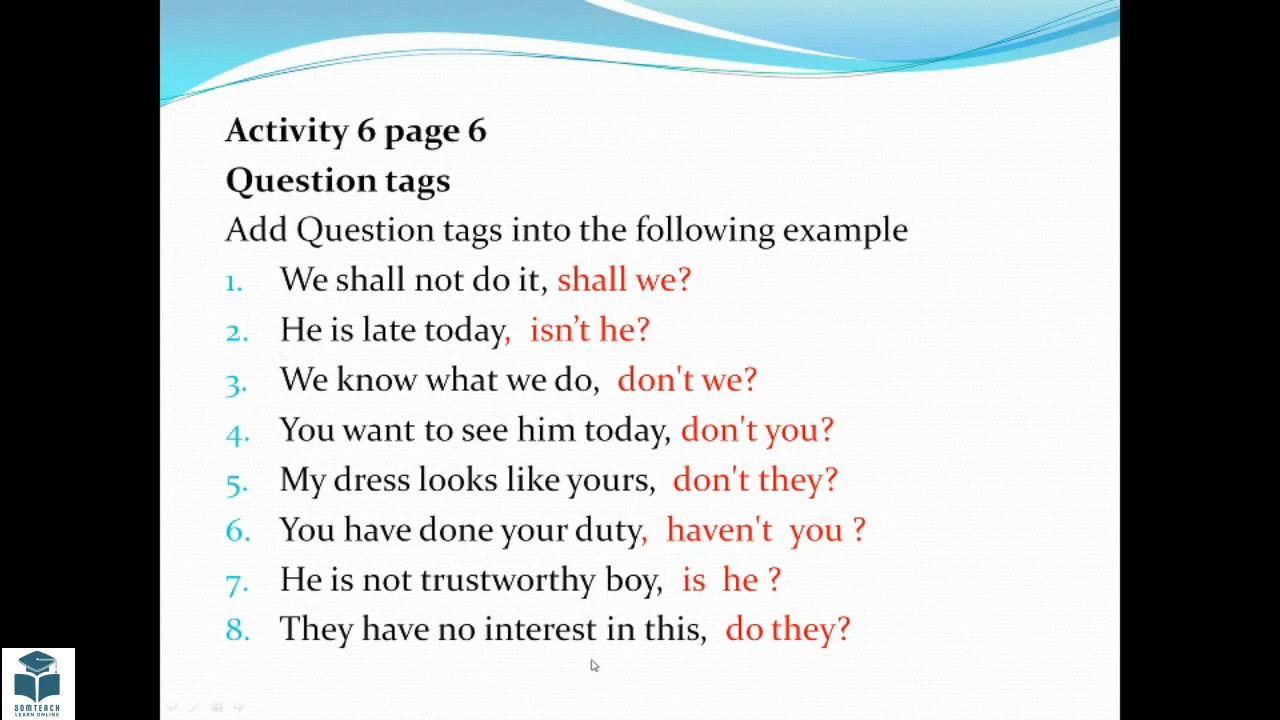 Activity 6 page 6
Question tags
Add Question tags into the following example
1. We shall not do it, shall we?
2. He is late today, isn’t he?
3. We know what we do, don't we?
4. You want to see him today, don't you?
5. My dress looks like yours, don't they?
6. You have done your duty, haven't you ?
7. He is not trustworthy boy, is he ?
8. They have no interest in this, do they?
SOMTEACH
LEARN ONLINE